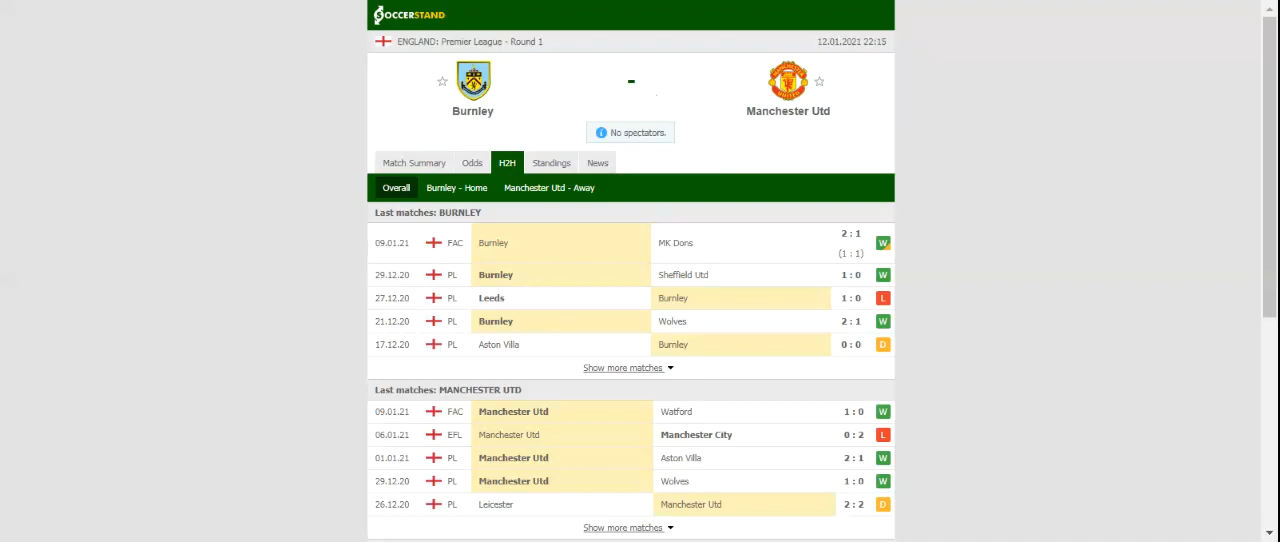 SOCCERSTAND
ENGLAND: Premier League - Round 1 12.01.2021 22:15
-
Burnley Manchester Utd
No spectators.
Match Summary Odds H2H Standings News
Overall Burnley - Home Manchester Utd - Away
Last matches: BURNLEY
09.01.21 FAC Burnley MK Dons 2 : 1 (1 : 1) W
29.12.20 PL Burnley Sheffield Utd 1 : 0 W
27.12.20 PL Leeds Burnley 1 : 0 L
21.12.20 PL Burnley Wolves 2 : 1 W
17.12.20 PL Aston Villa Burnley 0 : 0 D
Show more matches
Last matches: MANCHESTER UTD
09.01.21 FAC Manchester Utd Watford 1 : 0 W
06.01.21 EFL Manchester Utd Manchester City 0 : 2 L
01.01.21 PL Manchester Utd Aston Villa 2 : 1 W
29.12.20 PL Manchester Utd Wolves 1 : 0 W
26.12.20 PL Leicester Manchester Utd 2 : 2 D
Show more matches